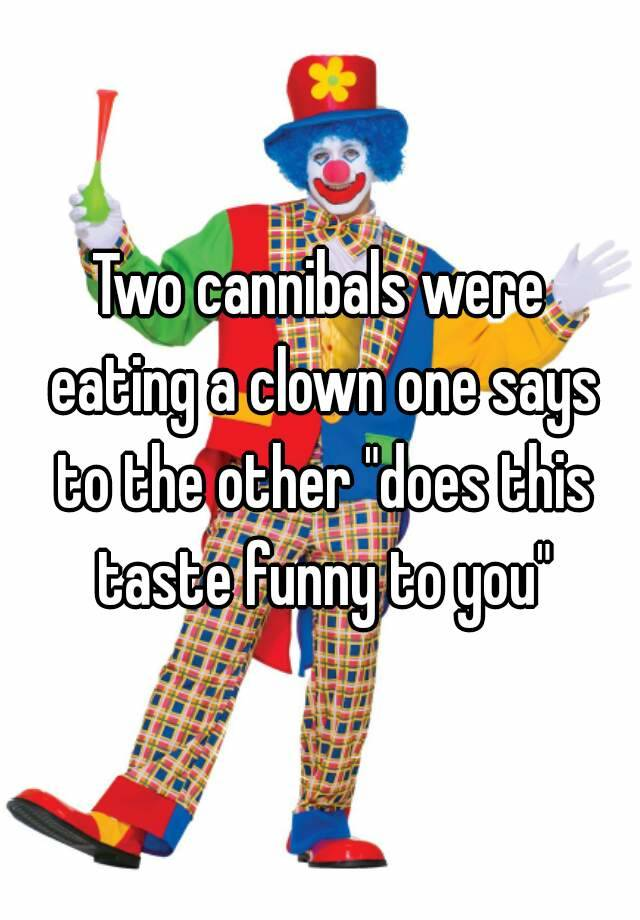 Two cannibals were
eating a clown one says
to the other "does this
taste funny to you"